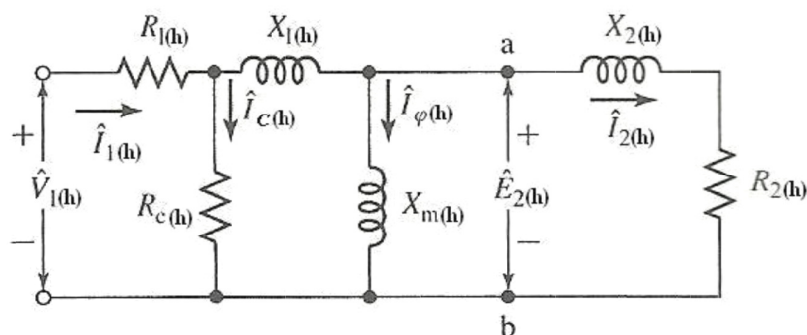 R1(h)
X1(h)
a
X2(h)
+
Î1(h)
ÎC(h)
Îφ(h)
+
Î2(h)
V̂1(h)
Rc(h)
Xm(h)
Ê2(h)
R2(h)
−
−
b